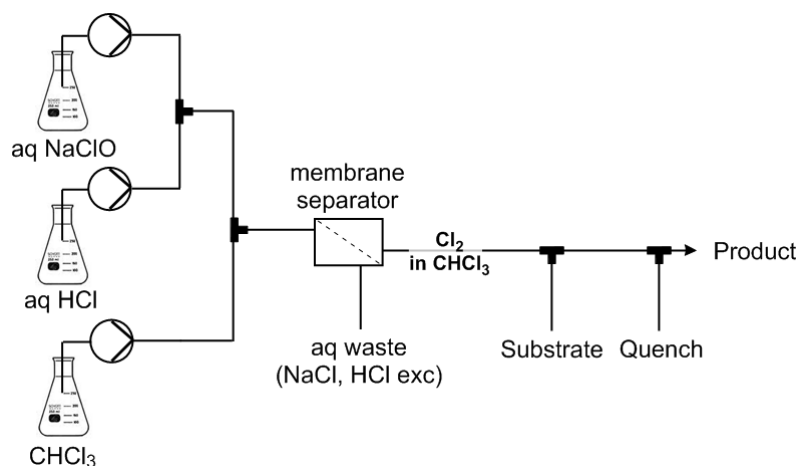 aq NaClO
aq HCl
CHCl₃
membrane
separator
Cl₂
in CHCl₃
aq waste
(NaCl, HCl exc)
Substrate
Quench
Product